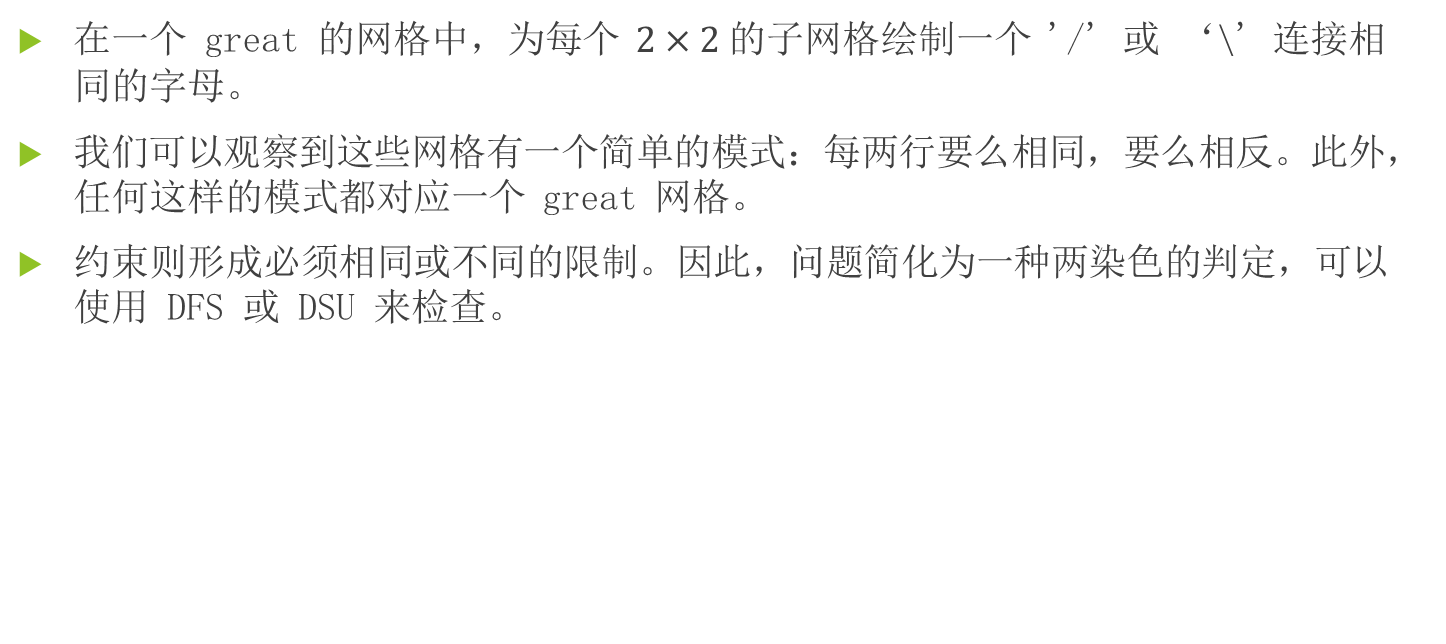 在一个 great 的网格中，为每个 2 × 2 的子网格绘制一个 ’/’ 或 ‘\’ 连接相
同的字母。
我们可以观察到这些网格有一个简单的模式：每两行要么相同，要么相反。此外，
任何这样的模式都对应一个 great 网格。
约束则形成必须相同或不同的限制。因此，问题简化为一种两染色的判定，可以
使用 DFS 或 DSU 来检查。